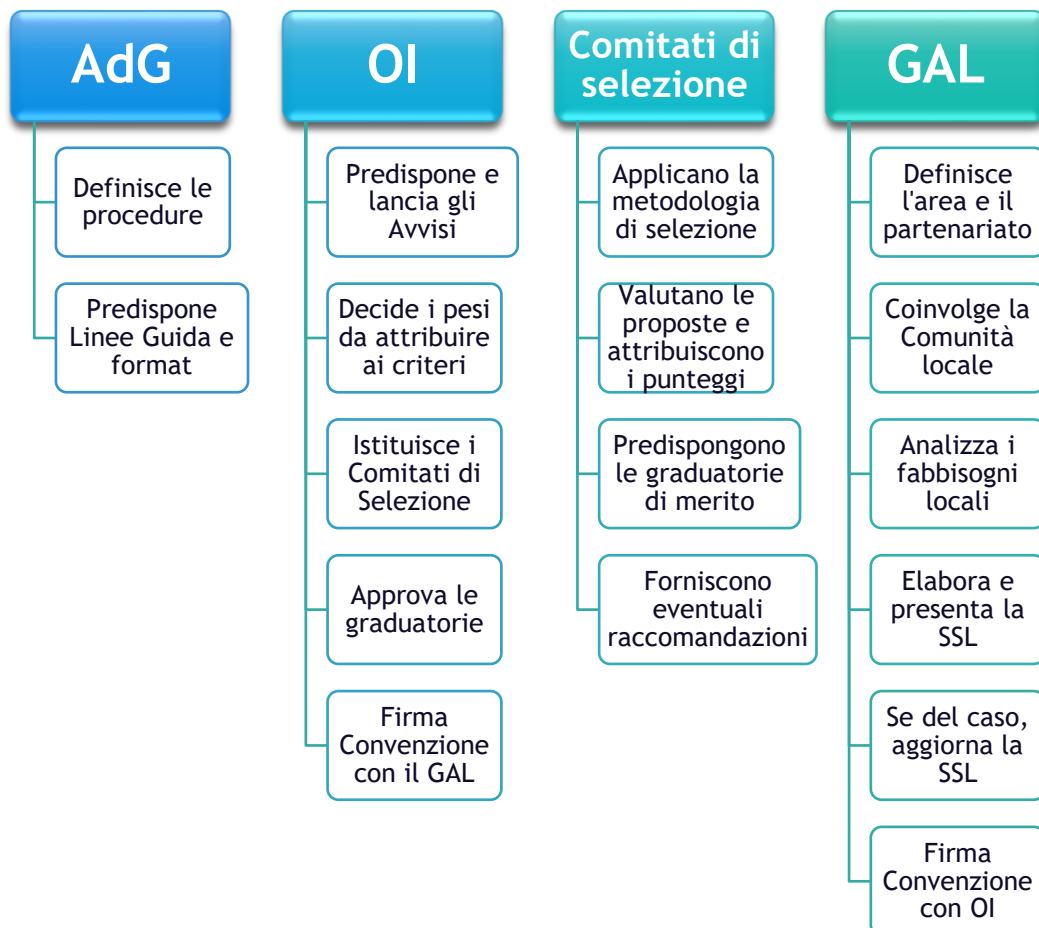 AdG
Definisce le
procedure
Predispone
Linee Guida e
format
OI
Predispone e
lancia gli
Avvisi
Decide i pesi
da attribuire
ai criteri
Istituisce i
Comitati di
Selezione
Approva le
graduatorie
Firma
Convenzione
con il GAL
Comitati di
selezione
Applicano la
metodologia
di selezione
Valutano le
proposte e
attribuiscono
i punteggi
Predispongono
le graduatorie
di merito
Forniscono
eventuali
raccomandazioni
GAL
Definisce
l'area e il
partenariato
Coinvolge la
Comunità
locale
Analizza i
fabbisogni
locali
Elabora e
presenta la
SSL
Se del caso,
aggiorna la
SSL
Firma
Convenzione
con OI